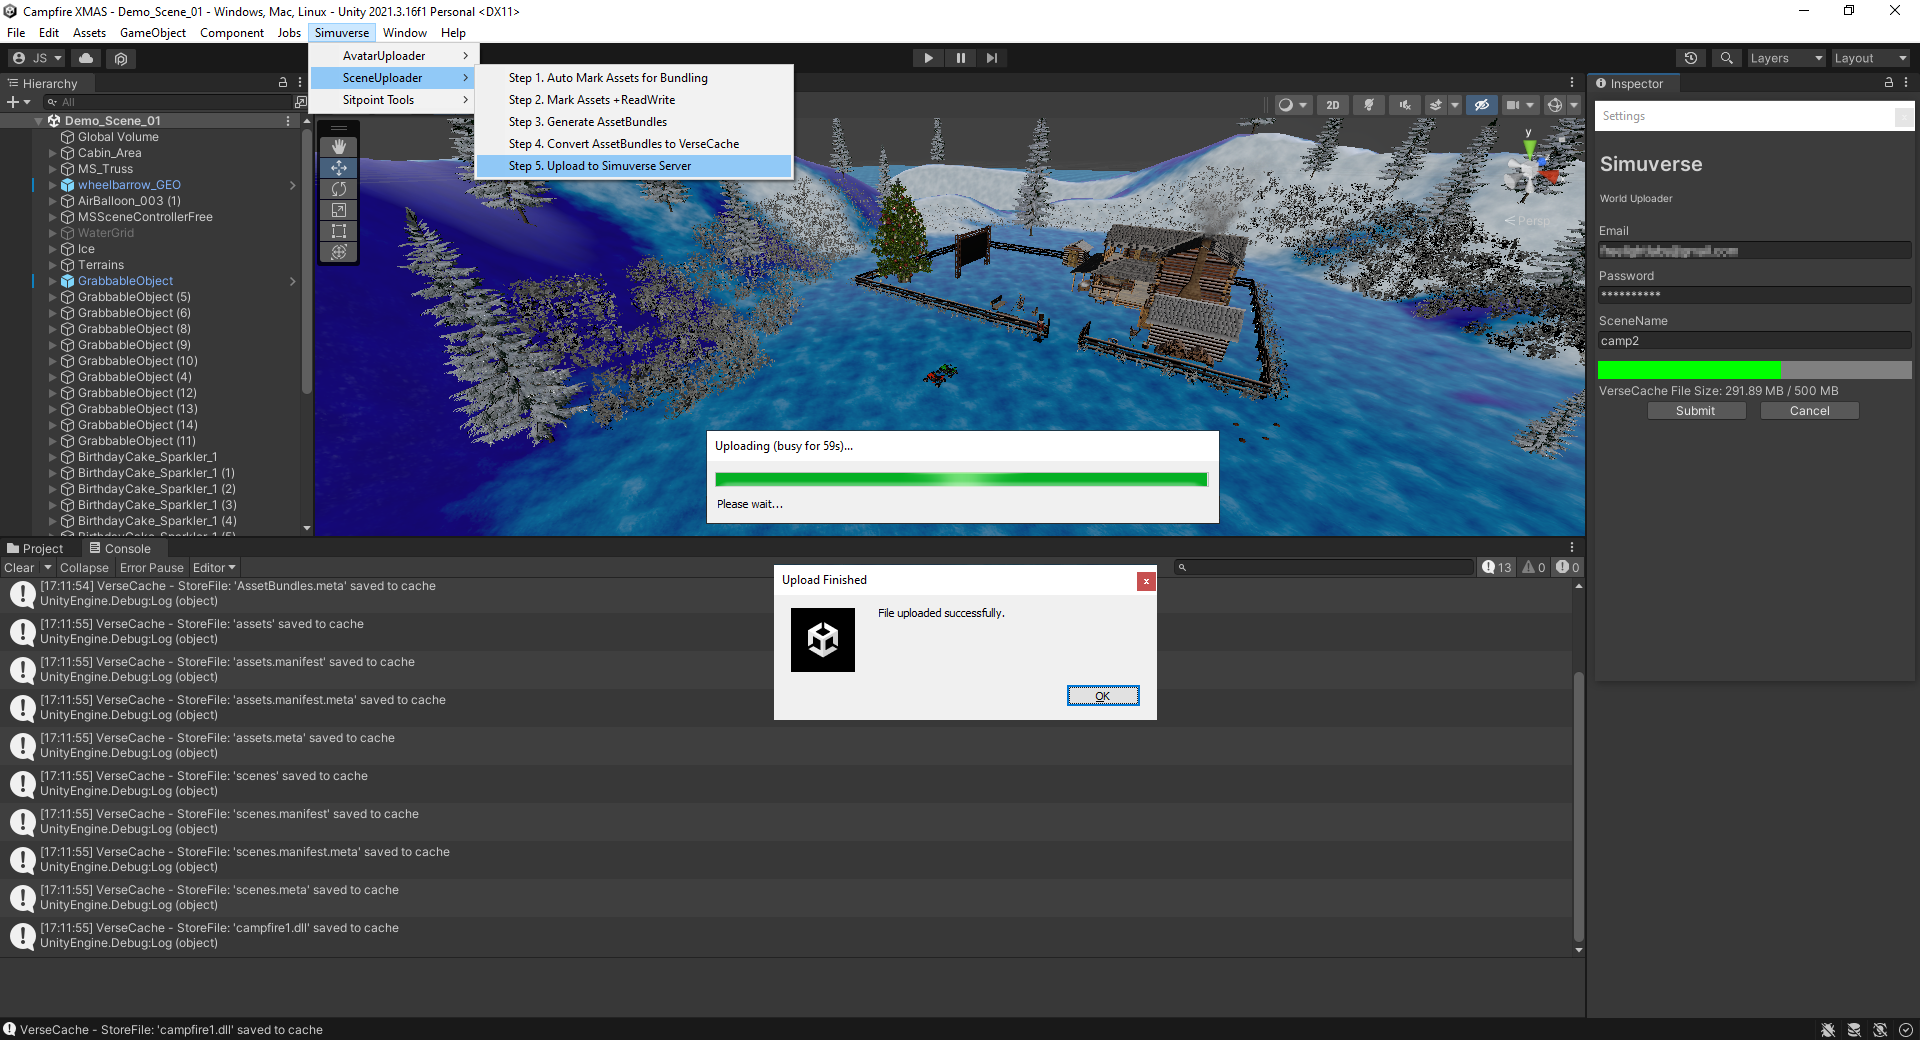 Campfire XMAS - Demo_Scene_01 - Windows, Mac, Linux - Unity 2021.3.16f1 Personal <DX11>
File Edit Assets GameObject Component Jobs Simuverse Window Help
JS
Layers Layout
AvatarUploader
SceneUploader
Sitpoint Tools
Step 1. Auto Mark Assets for Bundling
Step 2. Mark Assets +ReadWrite
Step 3. Generate AssetBundles
Step 4. Convert AssetBundles to VerseCache
Step 5. Upload to Simuverse Server
Hierarchy
All
Demo_Scene_01
Global Volume
Cabin_Area
MS_Truss
wheelbarrow_GEO
AirBalloon_003 (1)
MSSceneControllerFree
WaterGrid
Ice
Terrains
GrabbableObject
GrabbableObject (5)
GrabbableObject (6)
GrabbableObject (8)
GrabbableObject (9)
GrabbableObject (10)
GrabbableObject (4)
GrabbableObject (12)
GrabbableObject (13)
GrabbableObject (14)
GrabbableObject (11)
BirthdayCake_Sparkler_1
BirthdayCake_Sparkler_1 (1)
BirthdayCake_Sparkler_1 (2)
BirthdayCake_Sparkler_1 (3)
BirthdayCake_Sparkler_1 (4)
2D
y
Persp
Uploading (busy for 59s)...
Please wait...
Inspector
Settings
Simuverse
World Uploader
Email
Password
**********
SceneName
camp2
VerseCache File Size: 291.89 MB / 500 MB
Submit Cancel
Project Console
Clear Collapse Error Pause Editor
13 0 0
[17:11:54] VerseCache - StoreFile: 'AssetBundles.meta' saved to cache
UnityEngine.Debug:Log (object)
[17:11:55] VerseCache - StoreFile: 'assets' saved to cache
UnityEngine.Debug:Log (object)
[17:11:55] VerseCache - StoreFile: 'assets.manifest' saved to cache
UnityEngine.Debug:Log (object)
[17:11:55] VerseCache - StoreFile: 'assets.manifest.meta' saved to cache
UnityEngine.Debug:Log (object)
[17:11:55] VerseCache - StoreFile: 'assets.meta' saved to cache
UnityEngine.Debug:Log (object)
[17:11:55] VerseCache - StoreFile: 'scenes' saved to cache
UnityEngine.Debug:Log (object)
[17:11:55] VerseCache - StoreFile: 'scenes.manifest' saved to cache
UnityEngine.Debug:Log (object)
[17:11:55] VerseCache - StoreFile: 'scenes.manifest.meta' saved to cache
UnityEngine.Debug:Log (object)
[17:11:55] VerseCache - StoreFile: 'scenes.meta' saved to cache
UnityEngine.Debug:Log (object)
[17:11:55] VerseCache - StoreFile: 'campfire1.dll' saved to cache
UnityEngine.Debug:Log (object)
Upload Finished
File uploaded successfully.
OK
VerseCache - StoreFile: 'campfire1.dll' saved to cache